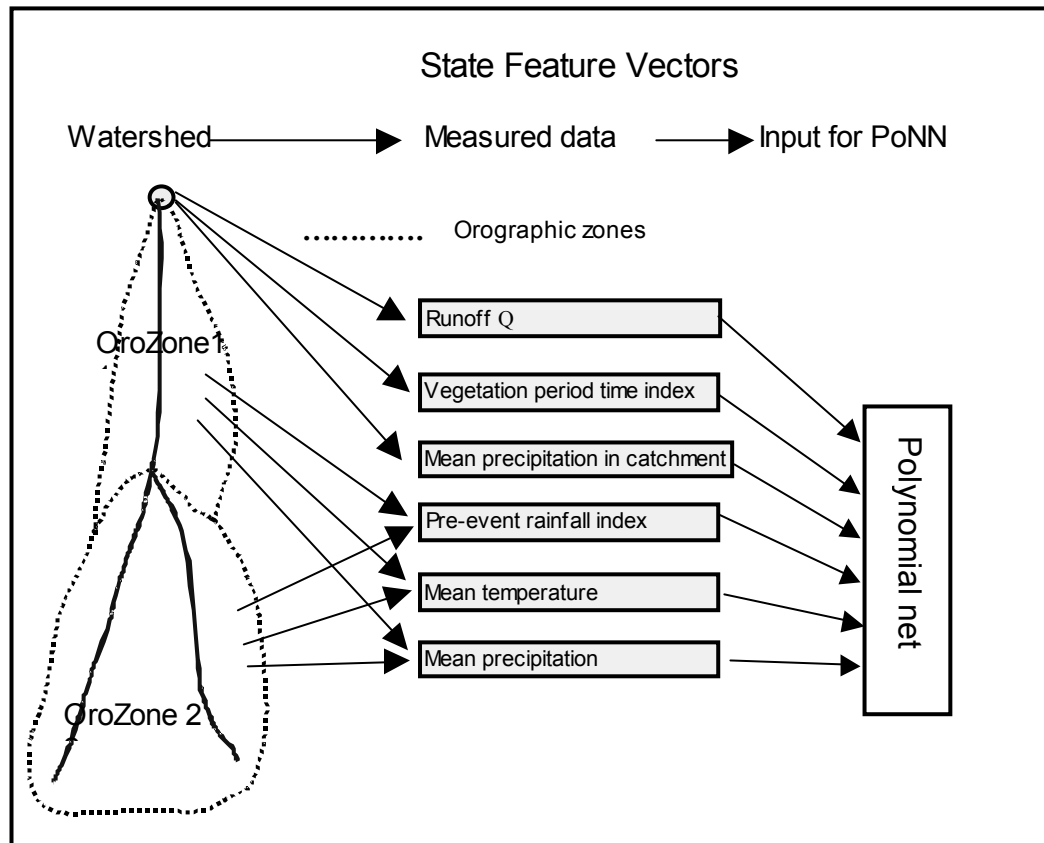 State Feature Vectors
Watershed
Measured data
Input for PoNN
Orographic zones
OroZone1
Runoff Q
Vegetation period time index
Mean precipitation in catchment
Pre-event rainfall index
Mean temperature
Mean precipitation
OroZone 2
Polynomial net